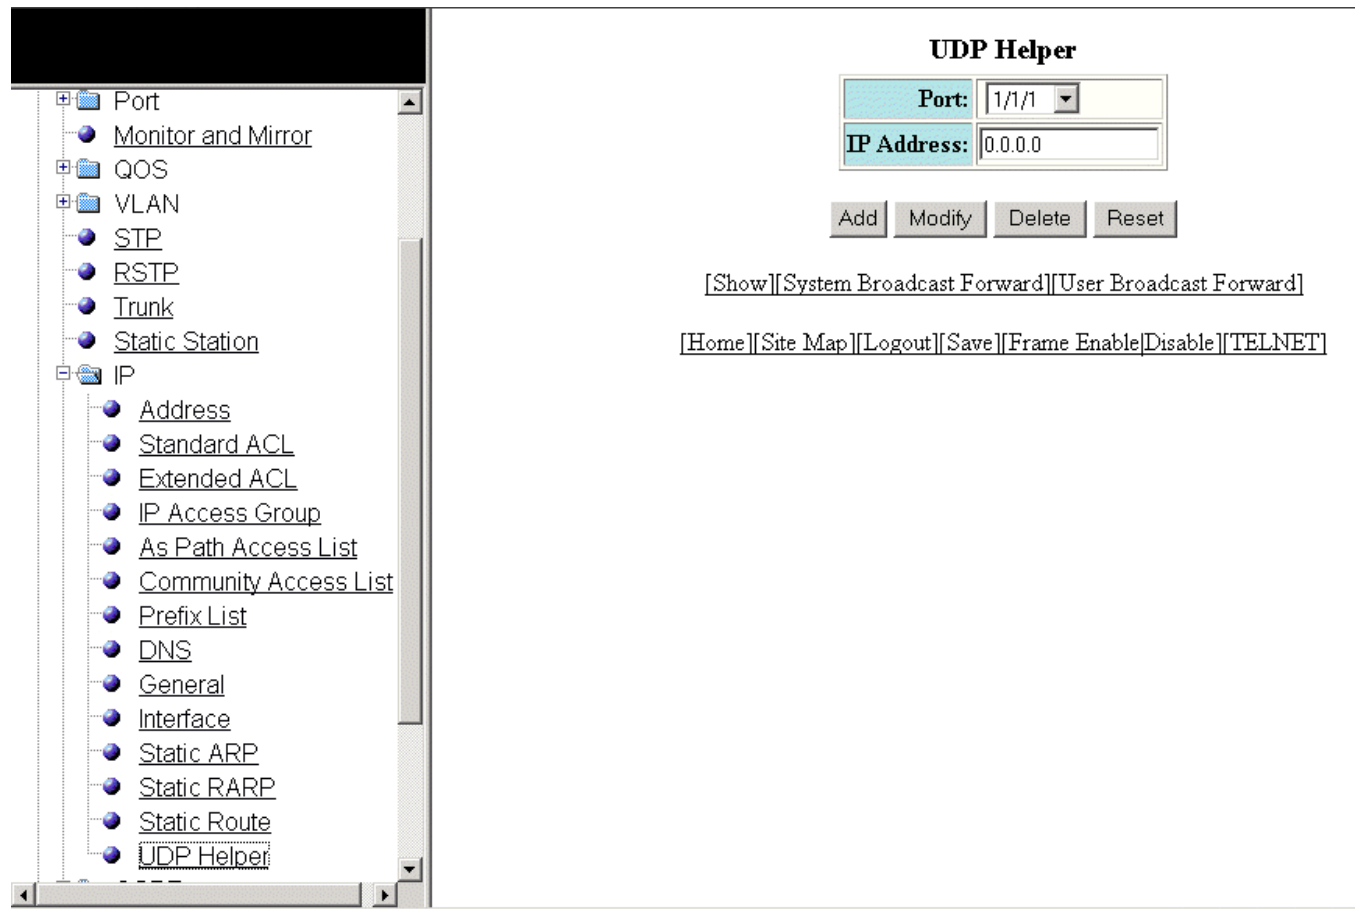 Port
Monitor and Mirror
QOS
VLAN
STP
RSTP
Trunk
Static Station
IP
Address
Standard ACL
Extended ACL
IP Access Group
As Path Access List
Community Access List
Prefix List
DNS
General
Interface
Static ARP
Static RARP
Static Route
UDP Helper
UDP Helper
Port: 1/1/1
IP Address: 0.0.0.0
Add Modify Delete Reset
[Show][System Broadcast Forward][User Broadcast Forward]
[Home][Site Map][Logout][Save][Frame Enable|Disable][TELNET]